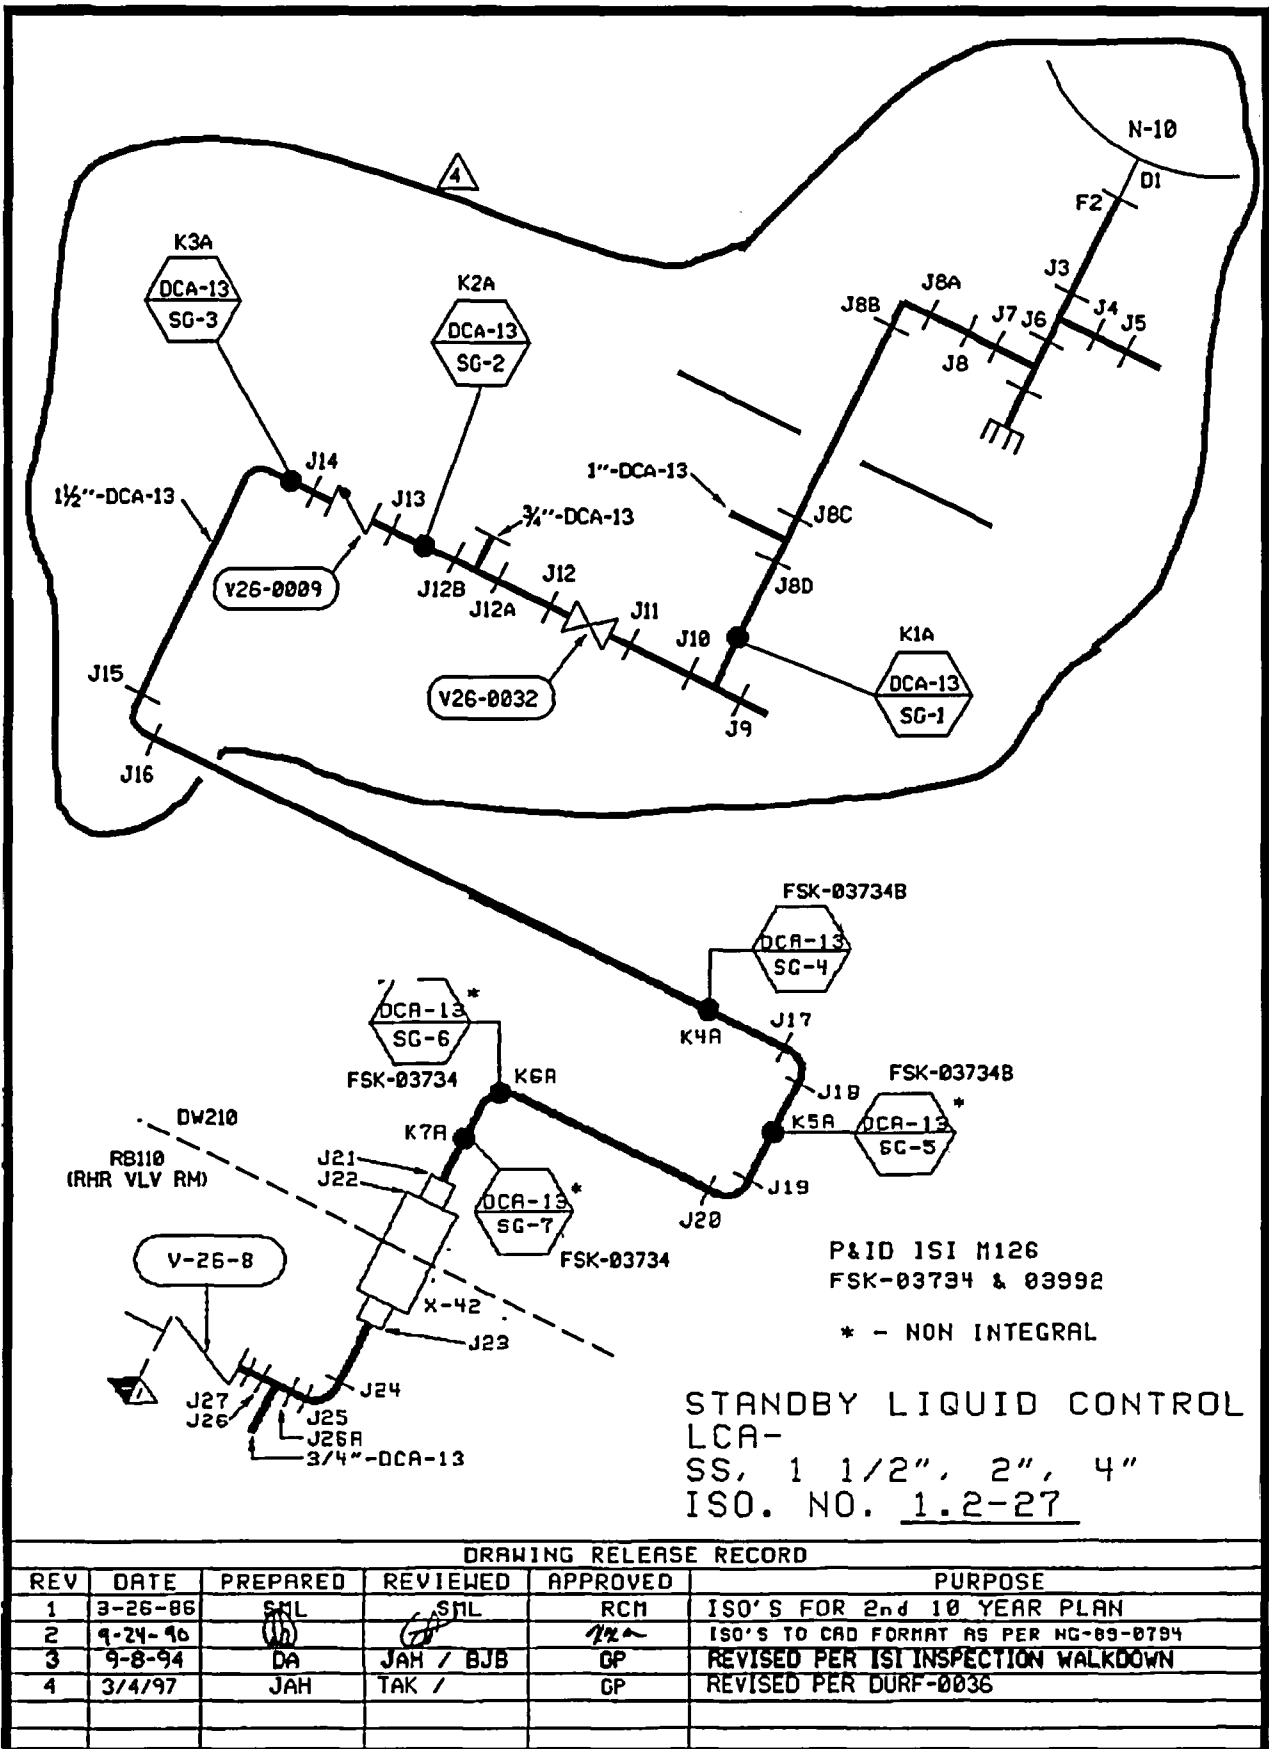 N-10
D1
F2
4
K3A
DCA-13
SG-3
K2A
DCA-13
SG-2
J3
J8A
J8B
J4
J7
J6
J5
J8
J14
1½"-DCA-13
J13
1"-DCA-13
¾"-DCA-13
J8C
V26-0009
J12B
J12
J8D
J12A
J11
J10
K1A
DCA-13
SG-1
J15
V26-0032
J9
J16
FSK-03734B
DCA-13
SG-4
DCA-13 *
SG-6
K4A
J17
FSK-03734
K6A
FSK-03734B
J18
*
DW210
K7A
K5A
DCA-13
SG-5
RB110
(RHR VLV RM)
J21
J22
DCA-13 *
SG-7
J19
J20
V-26-8
FSK-03734
P&ID ISI M126
FSK-03734 & 03992
X-42
* - NON INTEGRAL
J23
J24
J27
J26
J25
J26A
3/4"-DCA-13
STANDBY LIQUID CONTROL
LCA-
SS, 1 1/2", 2", 4"
ISO. NO. 1.2-27
DRAWING RELEASE RECORD
REV DATE PREPARED REVIEWED APPROVED PURPOSE
1 3-26-86 SML SML RCM ISO'S FOR 2nd 10 YEAR PLAN
2 9-24-90 ISO'S TO CAD FORMAT AS PER NG-89-0794
3 9-8-94 DA JAH / BJB GP REVISED PER ISI INSPECTION WALKDOWN
4 3/4/97 JAH TAK / GP REVISED PER DURF-0036